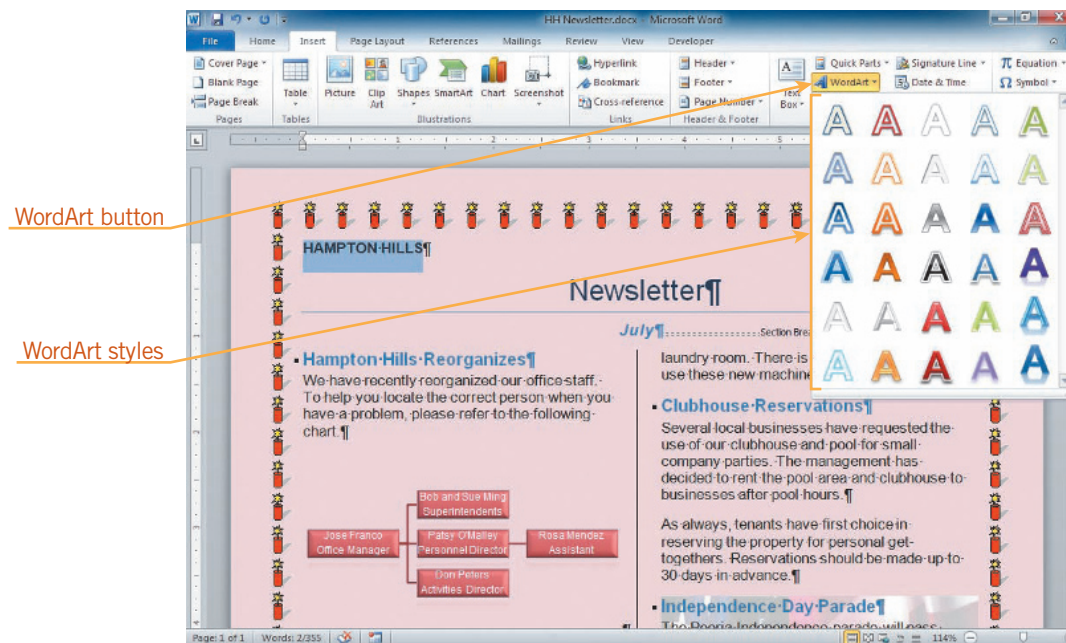 HH Newsletter.docx - Microsoft Word
File Home Insert Page Layout References Mailings Review View Developer
Cover Page
Blank Page
Page Break
Pages
Table
Tables
Picture
Clip Art
Shapes
SmartArt
Chart
Screenshot
Illustrations
Hyperlink
Bookmark
Cross-reference
Links
Header
Footer
Page Number
Header & Footer
Text Box
Quick Parts
WordArt
Signature Line
Date & Time
Equation
Symbol
WordArt button
WordArt styles
HAMPTON·HILLS¶
Newsletter¶
July¶
Section Brea
Hampton·Hills·Reorganizes¶
We·have·recently·reorganized·our·office·staff.·
To·help·you·locate·the·correct·person·when·you·
have·a·problem,·please·refer·to·the·following·
chart.¶
Jose Franco
Office Manager
Bob and Sue Ming
Superintendents
Patsy O'Malley
Personnel Director
Don Peters
Activities Director
Rosa Mendez
Assistant
laundry·room.·There·is
use·these·new·machine
Clubhouse·Reservations¶
Several·local·businesses·have·requested·the·
use·of·our·clubhouse·and·pool·for·small·
company·parties.·The·management·has·
decided·to·rent·the·pool·area·and·clubhouse·to·
businesses·after·pool·hours.¶
As·always,·tenants·have·first·choice·in·
reserving·the·property·for·personal·get-
togethers.·Reservations·should·be·made·up·to·
30·days·in·advance.¶
Independence·Day·Parade¶
The·Peoria·Independence·parade·will·pass·
Page: 1 of 1 Words: 2/355 114%